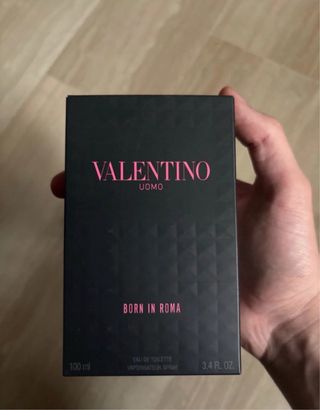 VALENTINO
UOMO
BORN IN ROMA
EAU DE TOILETTE
100 ml VAPORISATEUR SPRAY 3.4 FL. OZ.